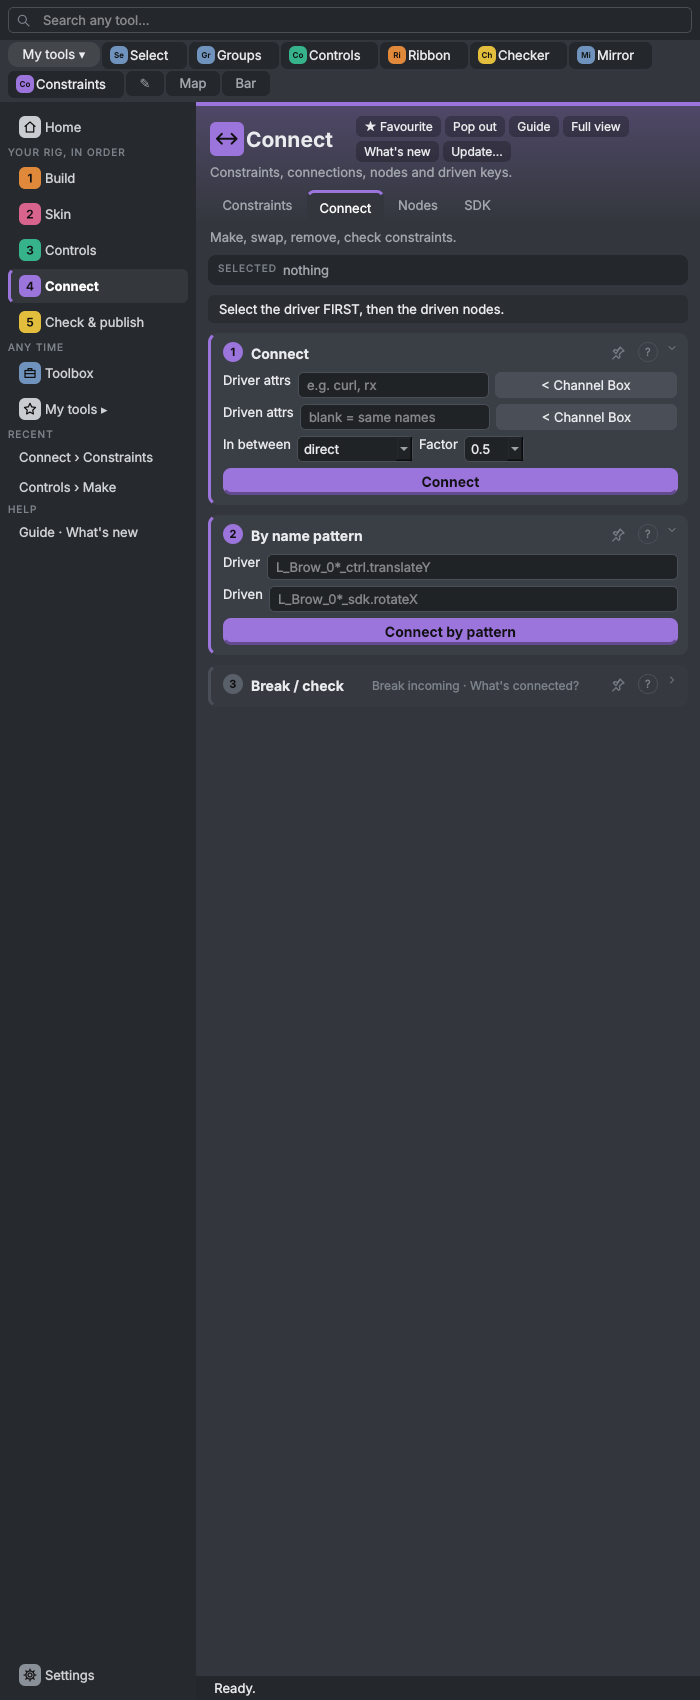 Search any tool...
My tools ▾ Se Select Gr Groups Co Controls Ri Ribbon Ch Checker Mi Mirror
Co Constraints ✎ Map Bar
Home
YOUR RIG, IN ORDER
1 Build
2 Skin
3 Controls
4 Connect
5 Check & publish
ANY TIME
Toolbox
My tools ▸
RECENT
Connect › Constraints
Controls › Make
HELP
Guide · What's new
Settings
Connect
★ Favourite Pop out Guide Full view
What's new Update...
Constraints, connections, nodes and driven keys.
Constraints Connect Nodes SDK
Make, swap, remove, check constraints.
SELECTED nothing
Select the driver FIRST, then the driven nodes.
1 Connect ?
Driver attrs e.g. curl, rx < Channel Box
Driven attrs blank = same names < Channel Box
In between direct Factor 0.5
Connect
2 By name pattern ?
Driver L_Brow_0*_ctrl.translateY
Driven L_Brow_0*_sdk.rotateX
Connect by pattern
3 Break / check Break incoming · What's connected? ?
Ready.